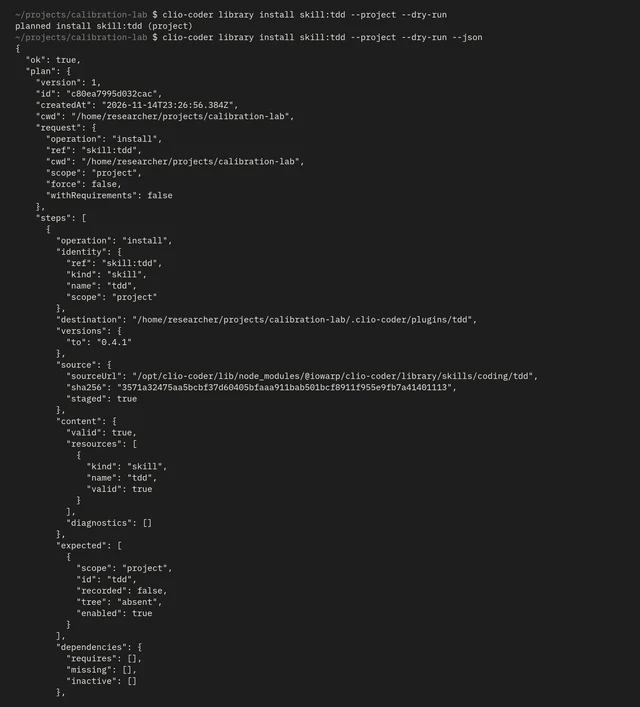 ~/projects/calibration-lab $ clio-coder library install skill:tdd --project --dry-run
planned install skill:tdd (project)
~/projects/calibration-lab $ clio-coder library install skill:tdd --project --dry-run --json
{
  "ok": true,
  "plan": {
    "version": 1,
    "id": "c80ea7995d032cac",
    "createdAt": "2026-11-14T23:26:56.384Z",
    "cwd": "/home/researcher/projects/calibration-lab",
    "request": {
      "operation": "install",
      "ref": "skill:tdd",
      "cwd": "/home/researcher/projects/calibration-lab",
      "scope": "project",
      "force": false,
      "withRequirements": false
    },
    "steps": [
      {
        "operation": "install",
        "identity": {
          "ref": "skill:tdd",
          "kind": "skill",
          "name": "tdd",
          "scope": "project"
        },
        "destination": "/home/researcher/projects/calibration-lab/.clio-coder/plugins/tdd",
        "versions": {
          "to": "0.4.1"
        },
        "source": {
          "sourceUrl": "/opt/clio-coder/lib/node_modules/@iowarp/clio-coder/library/skills/coding/tdd",
          "sha256": "3571a32475aa5bcbf37d60405bfaaa911bab501bcf8911f955e9fb7a41401113",
          "staged": true
        },
        "content": {
          "valid": true,
          "resources": [
            {
              "kind": "skill",
              "name": "tdd",
              "valid": true
            }
          ],
          "diagnostics": []
        },
        "expected": [
          {
            "scope": "project",
            "id": "tdd",
            "recorded": false,
            "tree": "absent",
            "enabled": true
          }
        ],
        "dependencies": {
          "requires": [],
          "missing": [],
          "inactive": []
        },